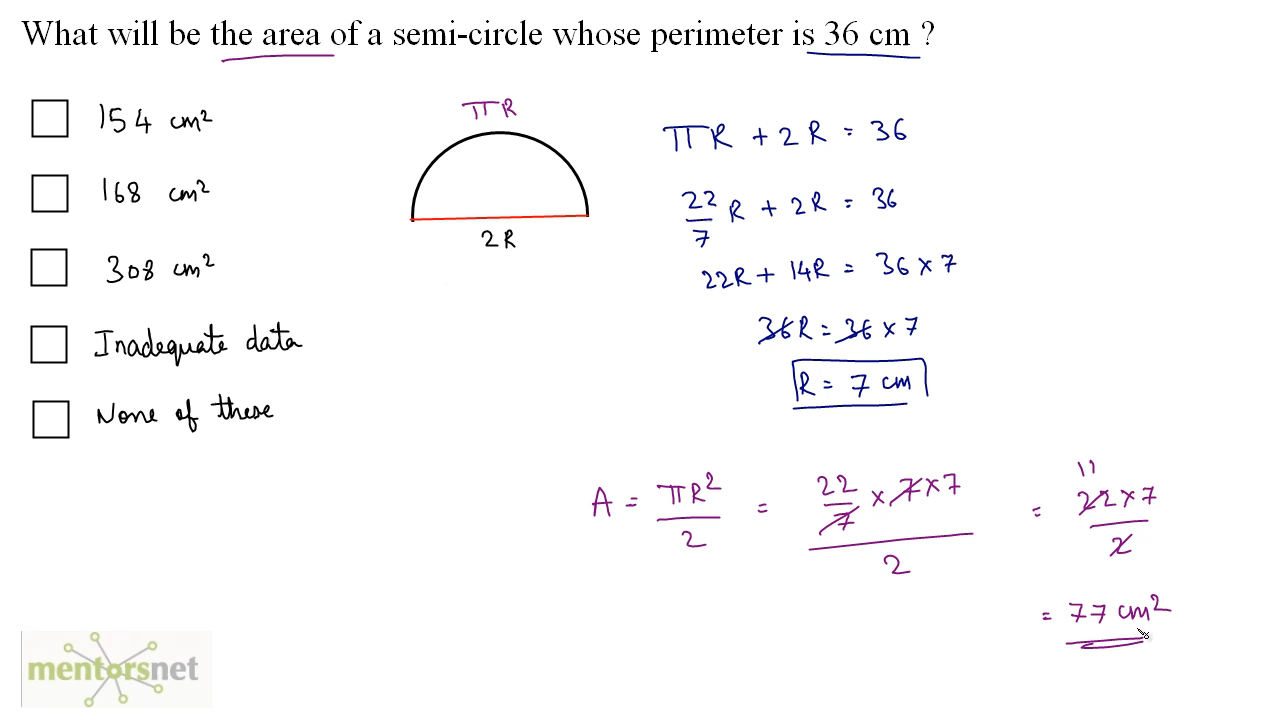 What will be the area of a semi-circle whose perimeter is 36 cm ?
154 cm²
168 cm²
308 cm²
Inadequate data
None of these
πR
2R
πR + 2R = 36
22/7 R + 2R = 36
22R + 14R = 36 × 7
36R = 36 × 7
R = 7 cm
A = πR²/2 = (22/7 × 7 × 7)/2 = (22 × 7)/2
11
= 77 cm²
mentorsnet